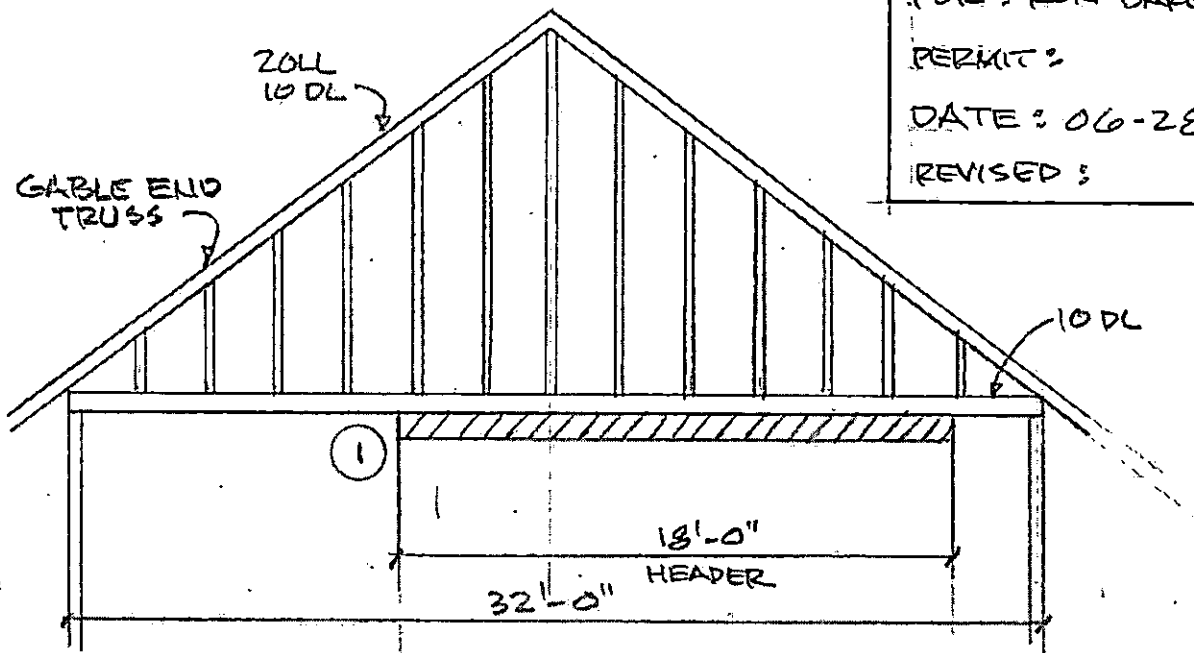 20LL
10 DL
GABLE END
TRUSS
PERMIT:
DATE: 06-28
REVISED:
10 DL
1
18'-0"
HEADER
32'-0"